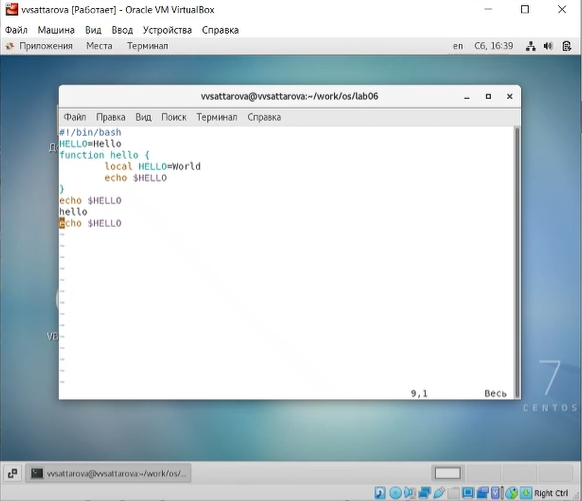 vvsattarova [Работает] - Oracle VM VirtualBox
Файл Машина Вид Ввод Устройства Справка
Приложения Места Терминал en Сб, 16:39
vvsattarova@vvsattarova:~/work/os/lab06
Файл Правка Вид Поиск Терминал Справка
#!/bin/bash
HELLO=Hello
function hello {
local HELLO=World
echo $HELLO
}
echo $HELLO
hello
echo $HELLO
~
~
~
~
~
~
~
~
~
~
~
~
~
~
9,1 Весь
7
CENTOS
vvsattarova@vvsattarova:~/work/os/...
Right Ctrl